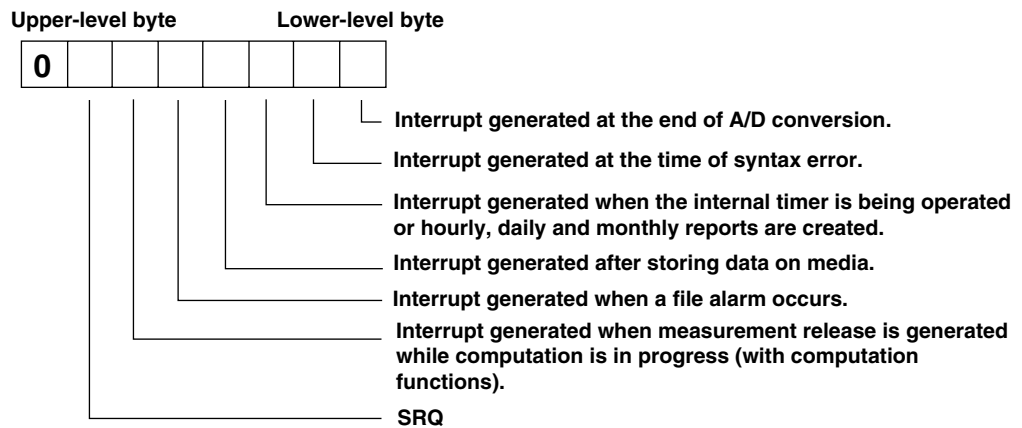 Upper-level byte Lower-level byte
0
Interrupt generated at the end of A/D conversion.
Interrupt generated at the time of syntax error.
Interrupt generated when the internal timer is being operated
or hourly, daily and monthly reports are created.
Interrupt generated after storing data on media.
Interrupt generated when a file alarm occurs.
Interrupt generated when measurement release is generated
while computation is in progress (with computation
functions).
SRQ